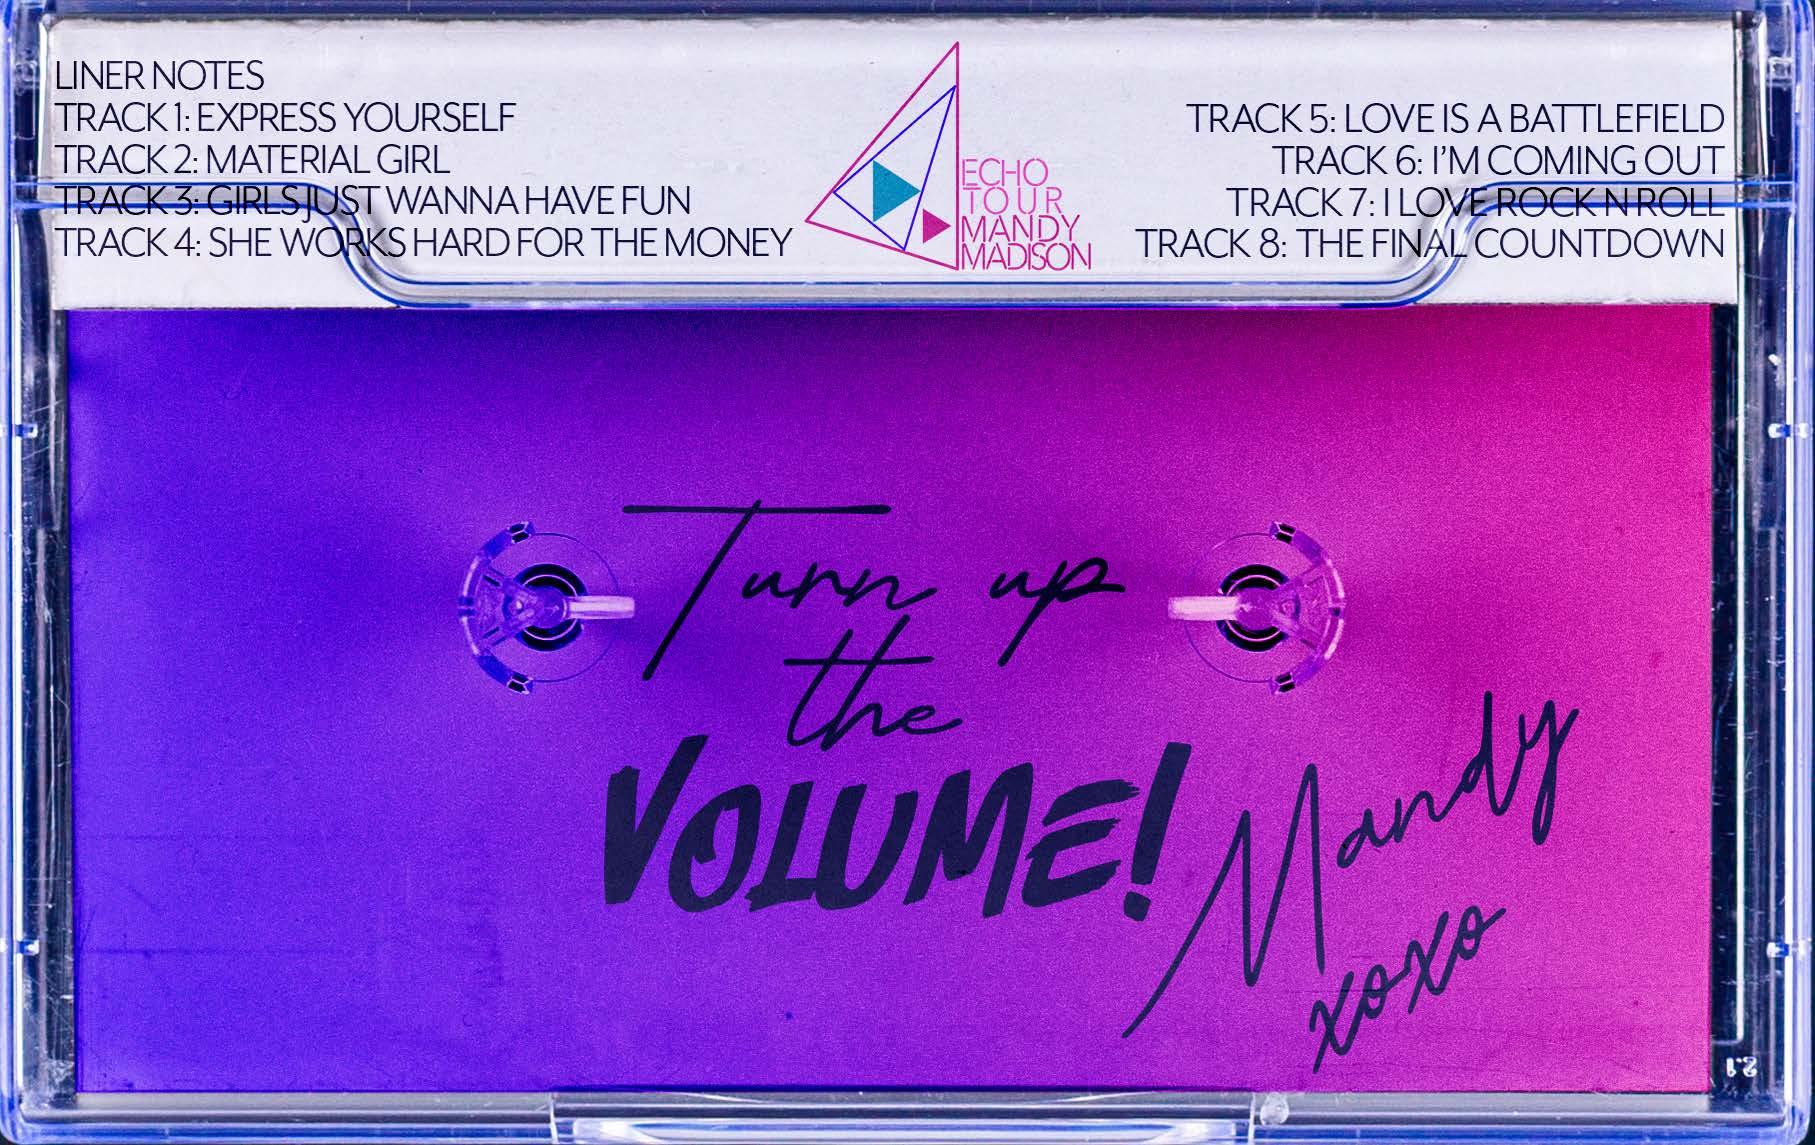 LINER NOTES
TRACK 1: EXPRESS YOURSELF
TRACK 2: MATERIAL GIRL
TRACK 3: GIRLS JUST WANNA HAVE FUN
TRACK 4: SHE WORKS HARD FOR THE MONEY
ECHO
TOUR
MANDY
MADISON
TRACK 5: LOVE IS A BATTLEFIELD
TRACK 6: I'M COMING OUT
TRACK 7: I LOVE ROCK N ROLL
TRACK 8: THE FINAL COUNTDOWN
Turn up
the
VOLUME!
Mandy
xoxo
2.1